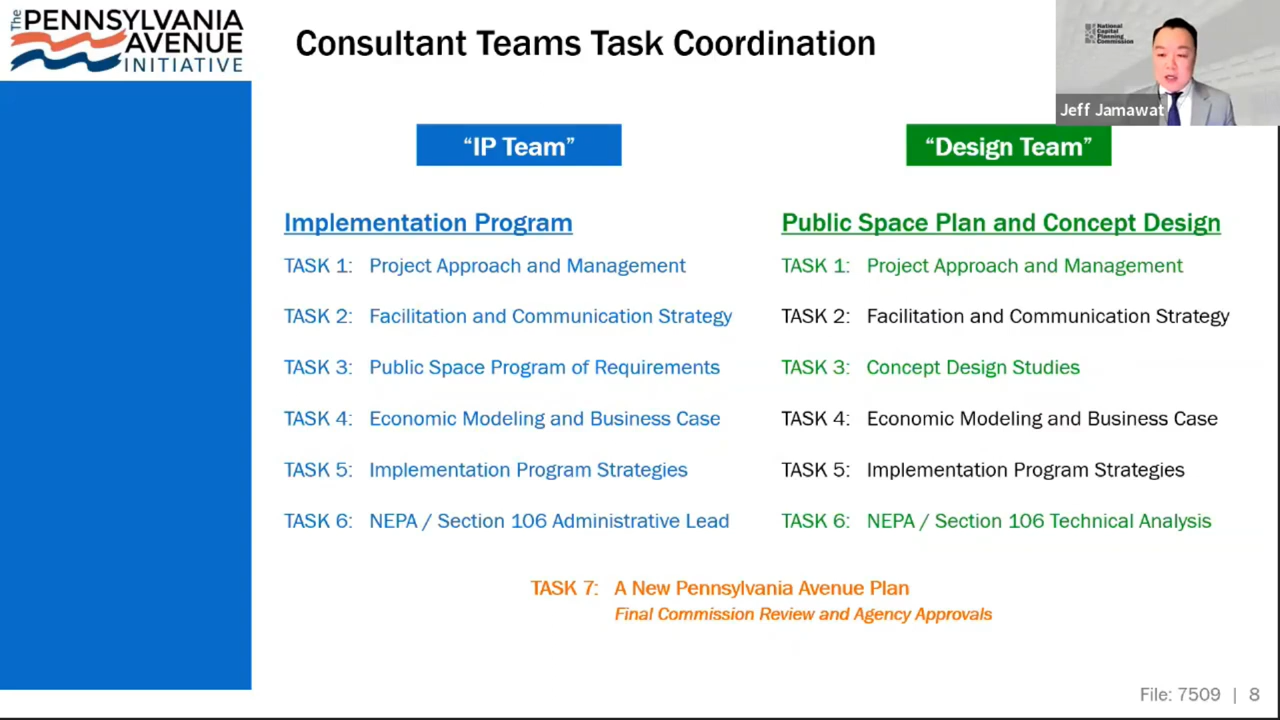 The
PENNSYLVANIA
AVENUE
INITIATIVE
Consultant Teams Task Coordination
National
Capital
Planning
Commission
Jeff Jamawat
“IP Team”
“Design Team”
Implementation Program
TASK 1: Project Approach and Management
TASK 2: Facilitation and Communication Strategy
TASK 3: Public Space Program of Requirements
TASK 4: Economic Modeling and Business Case
TASK 5: Implementation Program Strategies
TASK 6: NEPA / Section 106 Administrative Lead
Public Space Plan and Concept Design
TASK 1: Project Approach and Management
TASK 2: Facilitation and Communication Strategy
TASK 3: Concept Design Studies
TASK 4: Economic Modeling and Business Case
TASK 5: Implementation Program Strategies
TASK 6: NEPA / Section 106 Technical Analysis
TASK 7: A New Pennsylvania Avenue Plan
Final Commission Review and Agency Approvals
File: 7509 | 8